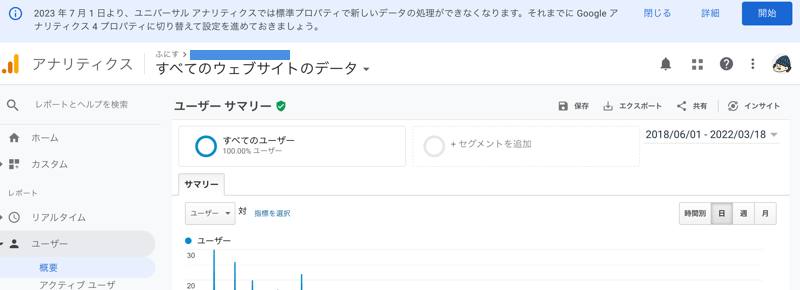 2023 年 7 月 1 日より、ユニバーサル アナリティクスでは標準プロパティで新しいデータの処理ができなくなります。それまでに Google ア
ナリティクス 4 プロパティに切り替えて設定を進めておきましょう。
閉じる 詳細 開始
アナリティクス
ふにす >
すべてのウェブサイトのデータ
レポートとヘルプを検索
ホーム
カスタム
レポート
リアルタイム
ユーザー
概要
アクティブ ユーザ
ユーザー サマリー
保存 エクスポート 共有 インサイト
すべてのユーザー
100.00% ユーザー
+ セグメントを追加
2018/06/01 - 2022/03/18
サマリー
ユーザー 対 指標を選択
時間別 日 週 月
ユーザー
30
20